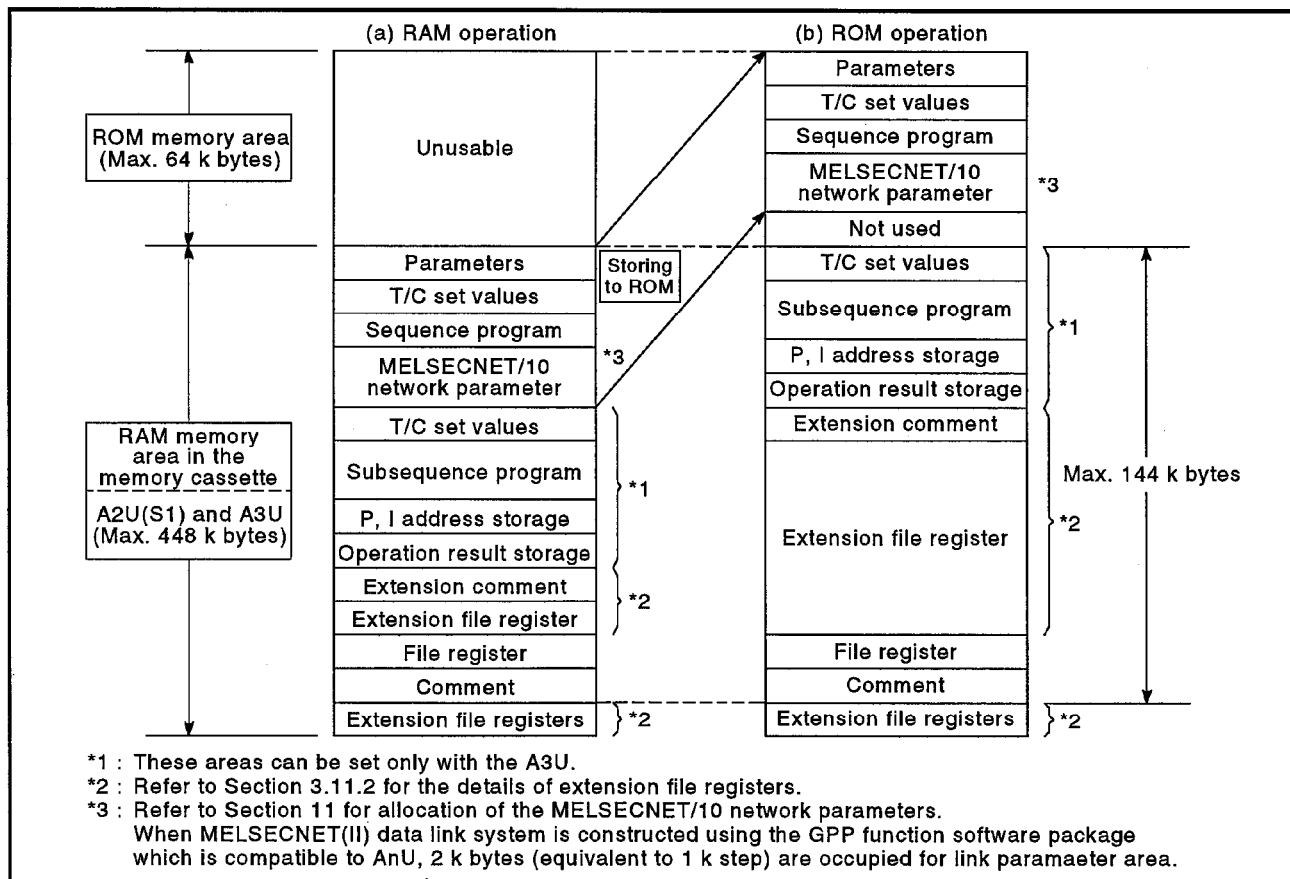 (a) RAM operation
(b) ROM operation
ROM memory area
(Max. 64 k bytes)
RAM memory
area in the
memory cassette
A2U(S1) and A3U
(Max. 448 k bytes)
Unusable
Parameters
T/C set values
Sequence program
MELSECNET/10
network parameter
*3
T/C set values
Subsequence program
P, I address storage
Operation result storage
*1
Extension comment
Extension file register
*2
File register
Comment
Extension file registers
*2
Storing
to ROM
Parameters
T/C set values
Sequence program
MELSECNET/10
network parameter
*3
Not used
T/C set values
Subsequence program
P, I address storage
Operation result storage
*1
Extension comment
Extension file register
*2
File register
Comment
Extension file registers
*2
Max. 144 k bytes
*1 : These areas can be set only with the A3U.
*2 : Refer to Section 3.11.2 for the details of extension file registers.
*3 : Refer to Section 11 for allocation of the MELSECNET/10 network parameters.
When MELSECNET(II) data link system is constructed using the GPP function software package
which is compatible to AnU, 2 k bytes (equivalent to 1 k step) are occupied for link paramaeter area.